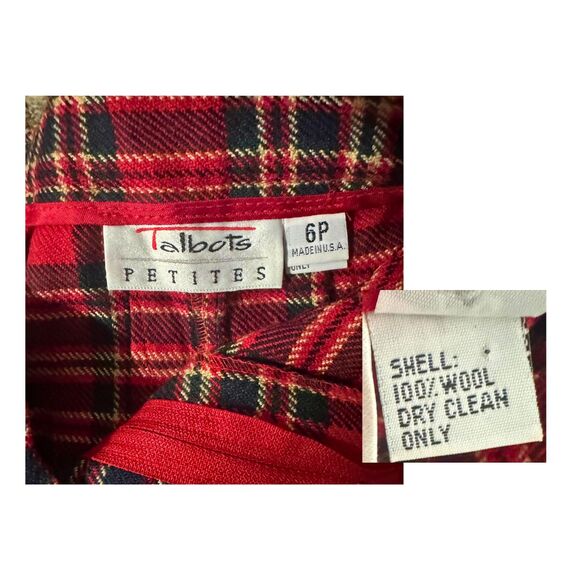 Talbots
PETITES
6P
MADE IN U.S.A.
ONLY
SHELL:
100% WOOL
DRY CLEAN
ONLY